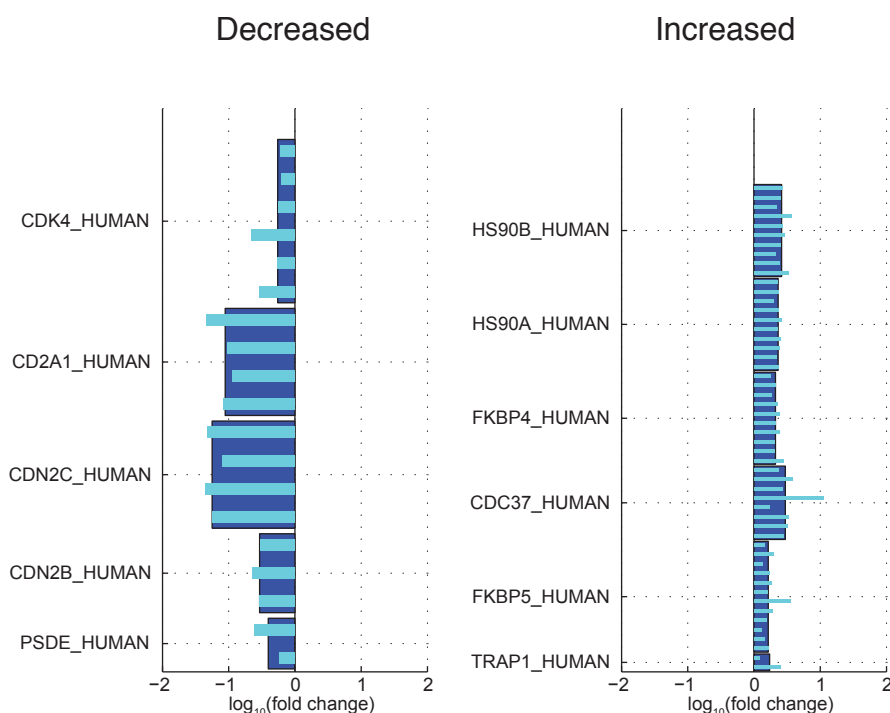 Decreased
CDK4_HUMAN
CD2A1_HUMAN
CDN2C_HUMAN
CDN2B_HUMAN
PSDE_HUMAN
−2 −1 0 1 2
log10(fold change)
Increased
HS90B_HUMAN
HS90A_HUMAN
FKBP4_HUMAN
CDC37_HUMAN
FKBP5_HUMAN
TRAP1_HUMAN
−2 −1 0 1 2
log10(fold change)